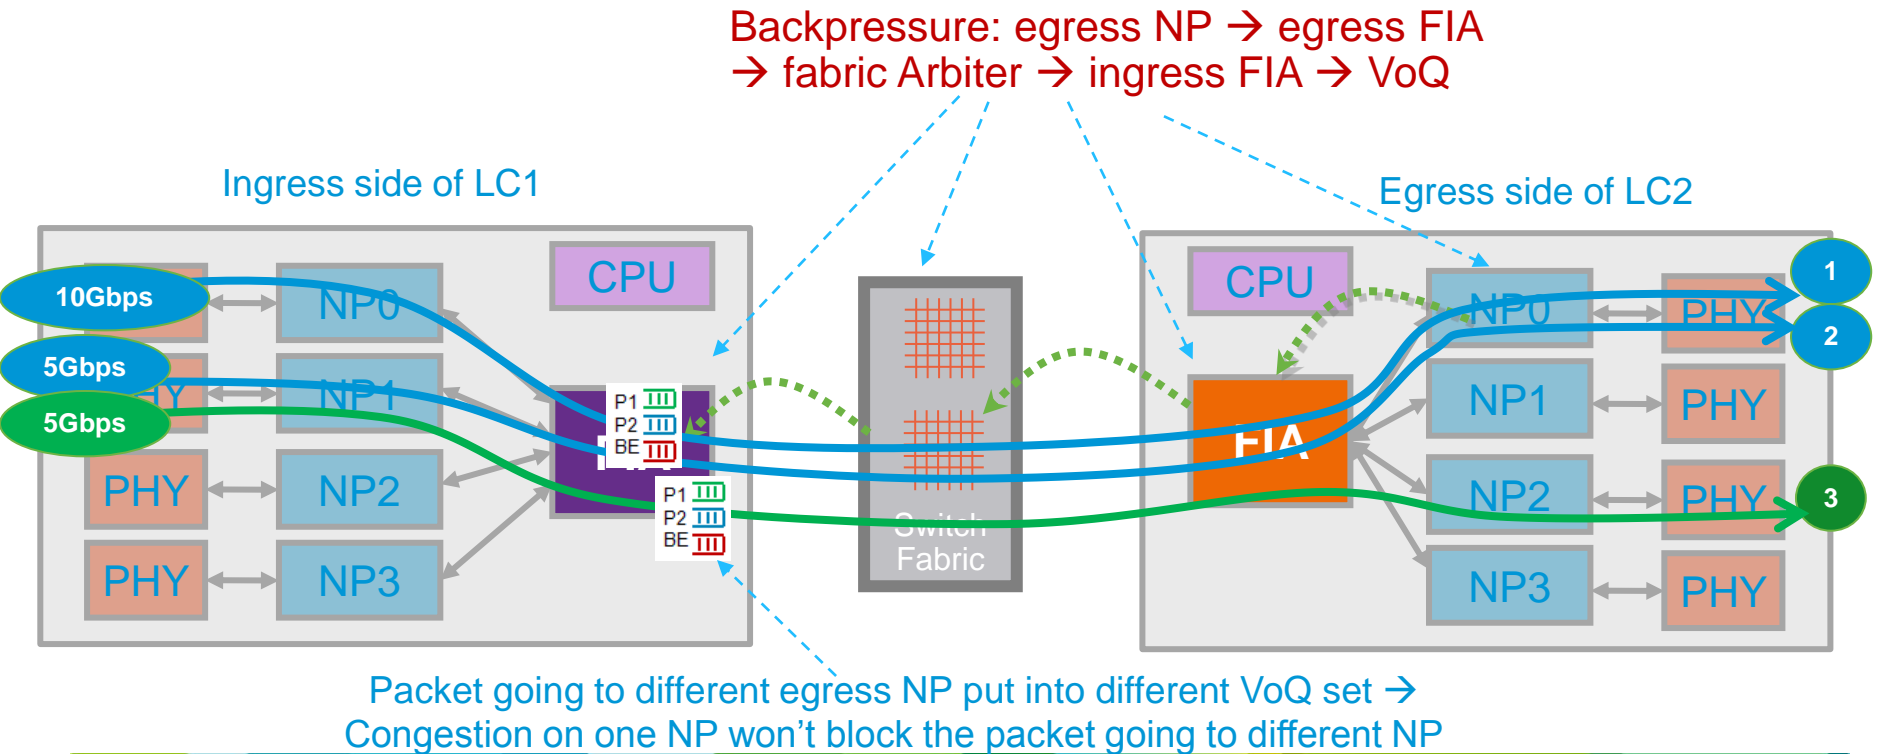 Backpressure: egress NP → egress FIA
→ fabric Arbiter → ingress FIA → VoQ
Ingress side of LC1
Egress side of LC2
10Gbps
NP0
CPU
5Gbps
5Gbps
NP1
P1
P2
BE
PHY
NP2
P1
P2
BE
PHY
NP3
Switch
Fabric
CPU
FIA
NP0
PHY
1
2
NP1
PHY
NP2
PHY
3
NP3
PHY
Packet going to different egress NP put into different VoQ set →
Congestion on one NP won’t block the packet going to different NP